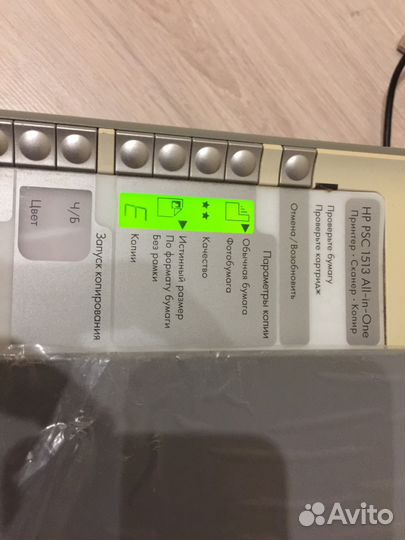 HP PSC 1513 All-in-One
Принтер • Сканер • Копир
Проверьте бумагу
Проверьте картридж
Отмена/Возобновить
Параметры копии
Обычная бумага
Фотобумага
Качество
Истинный размер
По формату бумаги
Без рамки
Копии
E
Запуск копирования
Ч/Б
Цвет
Avito